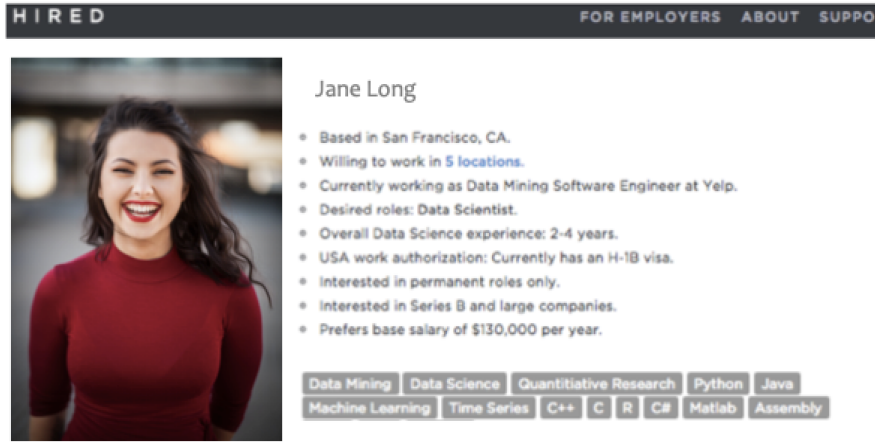 HIRED FOR EMPLOYERS ABOUT SUPPO
Jane Long
Based in San Francisco, CA.
Willing to work in 5 locations.
Currently working as Data Mining Software Engineer at Yelp.
Desired roles: Data Scientist.
Overall Data Science experience: 2-4 years.
USA work authorization: Currently has an H-1B visa.
Interested in permanent roles only.
Interested in Series B and large companies.
Prefers base salary of $130,000 per year.
Data Mining Data Science Quantitiative Research Python Java
Machine Learning Time Series C++ C R C# Matlab Assembly